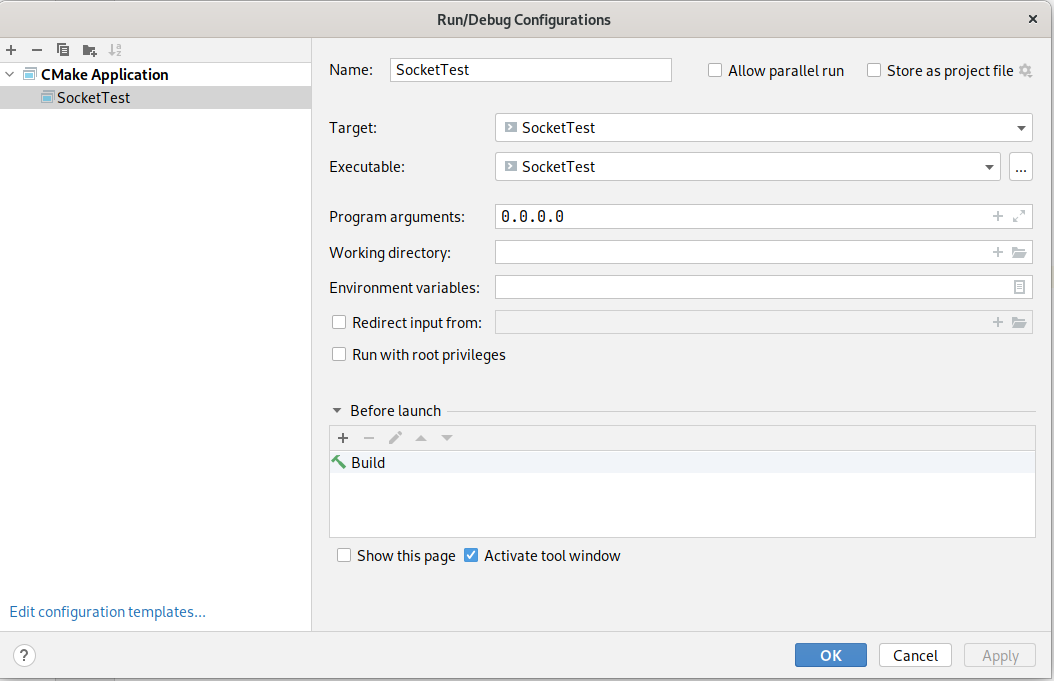 Run/Debug Configurations
CMake Application
SocketTest
Edit configuration templates...
Name: SocketTest Allow parallel run Store as project file
Target: SocketTest
Executable: SocketTest ...
Program arguments: 0.0.0.0
Working directory:
Environment variables:
Redirect input from:
Run with root privileges
Before launch
Build
Show this page Activate tool window
? OK Cancel Apply